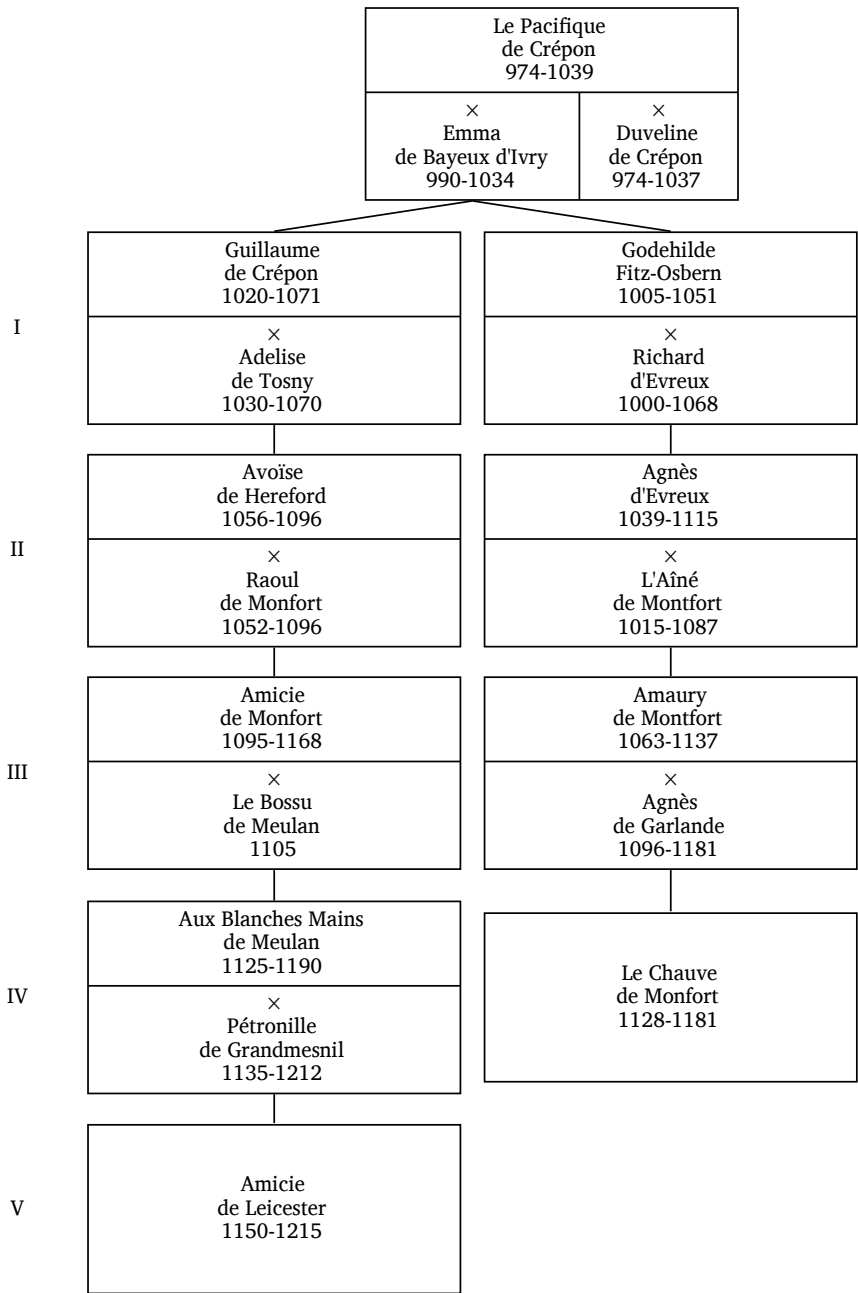 Le Pacifique
de Crépon
974-1039
×
Emma
de Bayeux d'Ivry
990-1034
×
Duveline
de Crépon
974-1037
I
Guillaume
de Crépon
1020-1071
×
Adelise
de Tosny
1030-1070
Godehilde
Fitz-Osbern
1005-1051
×
Richard
d'Evreux
1000-1068
II
Avoïse
de Hereford
1056-1096
×
Raoul
de Monfort
1052-1096
Agnès
d'Evreux
1039-1115
×
L'Aîné
de Montfort
1015-1087
III
Amicie
de Monfort
1095-1168
×
Le Bossu
de Meulan
1105
Amaury
de Montfort
1063-1137
×
Agnès
de Garlande
1096-1181
IV
Aux Blanches Mains
de Meulan
1125-1190
×
Pétronille
de Grandmesnil
1135-1212
Le Chauve
de Monfort
1128-1181
V
Amicie
de Leicester
1150-1215